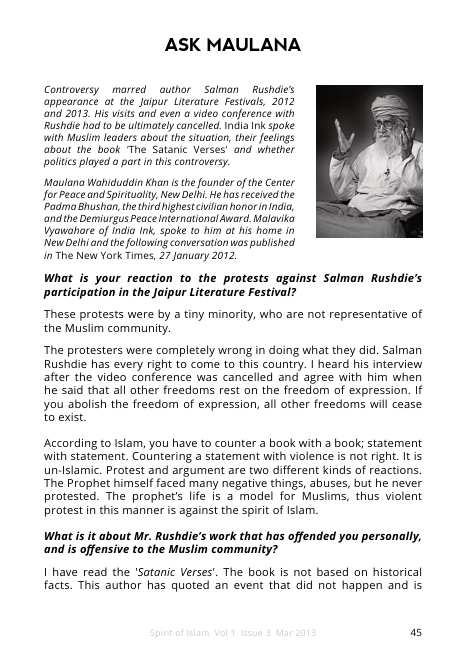 ASK MAULANA
Controversy marred author Salman Rushdie’s
appearance at the Jaipur Literature Festivals, 2012
and 2013. His visits and even a video conference with
Rushdie had to be ultimately cancelled. India Ink spoke
with Muslim leaders about the situation, their feelings
about the book ‘The Satanic Verses’ and whether
politics played a part in this controversy.
Maulana Wahiduddin Khan is the founder of the Center
for Peace and Spirituality, New Delhi. He has received the
Padma Bhushan, the third highest civilian honor in India,
and the Demiurgus Peace International Award. Malavika
Vyawahare of India Ink, spoke to him at his home in
New Delhi and the following conversation was published
in The New York Times, 27 January 2012.
What is your reaction to the protests against Salman Rushdie’s
participation in the Jaipur Literature Festival?
These protests were by a tiny minority, who are not representative of
the Muslim community.
The protesters were completely wrong in doing what they did. Salman
Rushdie has every right to come to this country. I heard his interview
after the video conference was cancelled and agree with him when
he said that all other freedoms rest on the freedom of expression. If
you abolish the freedom of expression, all other freedoms will cease
to exist.
According to Islam, you have to counter a book with a book; statement
with statement. Countering a statement with violence is not right. It is
un-Islamic. Protest and argument are two different kinds of reactions.
The Prophet himself faced many negative things, abuses, but he never
protested. The prophet’s life is a model for Muslims, thus violent
protest in this manner is against the spirit of Islam.
What is it about Mr. Rushdie’s work that has offended you personally,
and is offensive to the Muslim community?
I have read the 'Satanic Verses'. The book is not based on historical
facts. This author has quoted an event that did not happen and is
Spirit of Islam Vol 1 Issue 3 Mar 2013
45